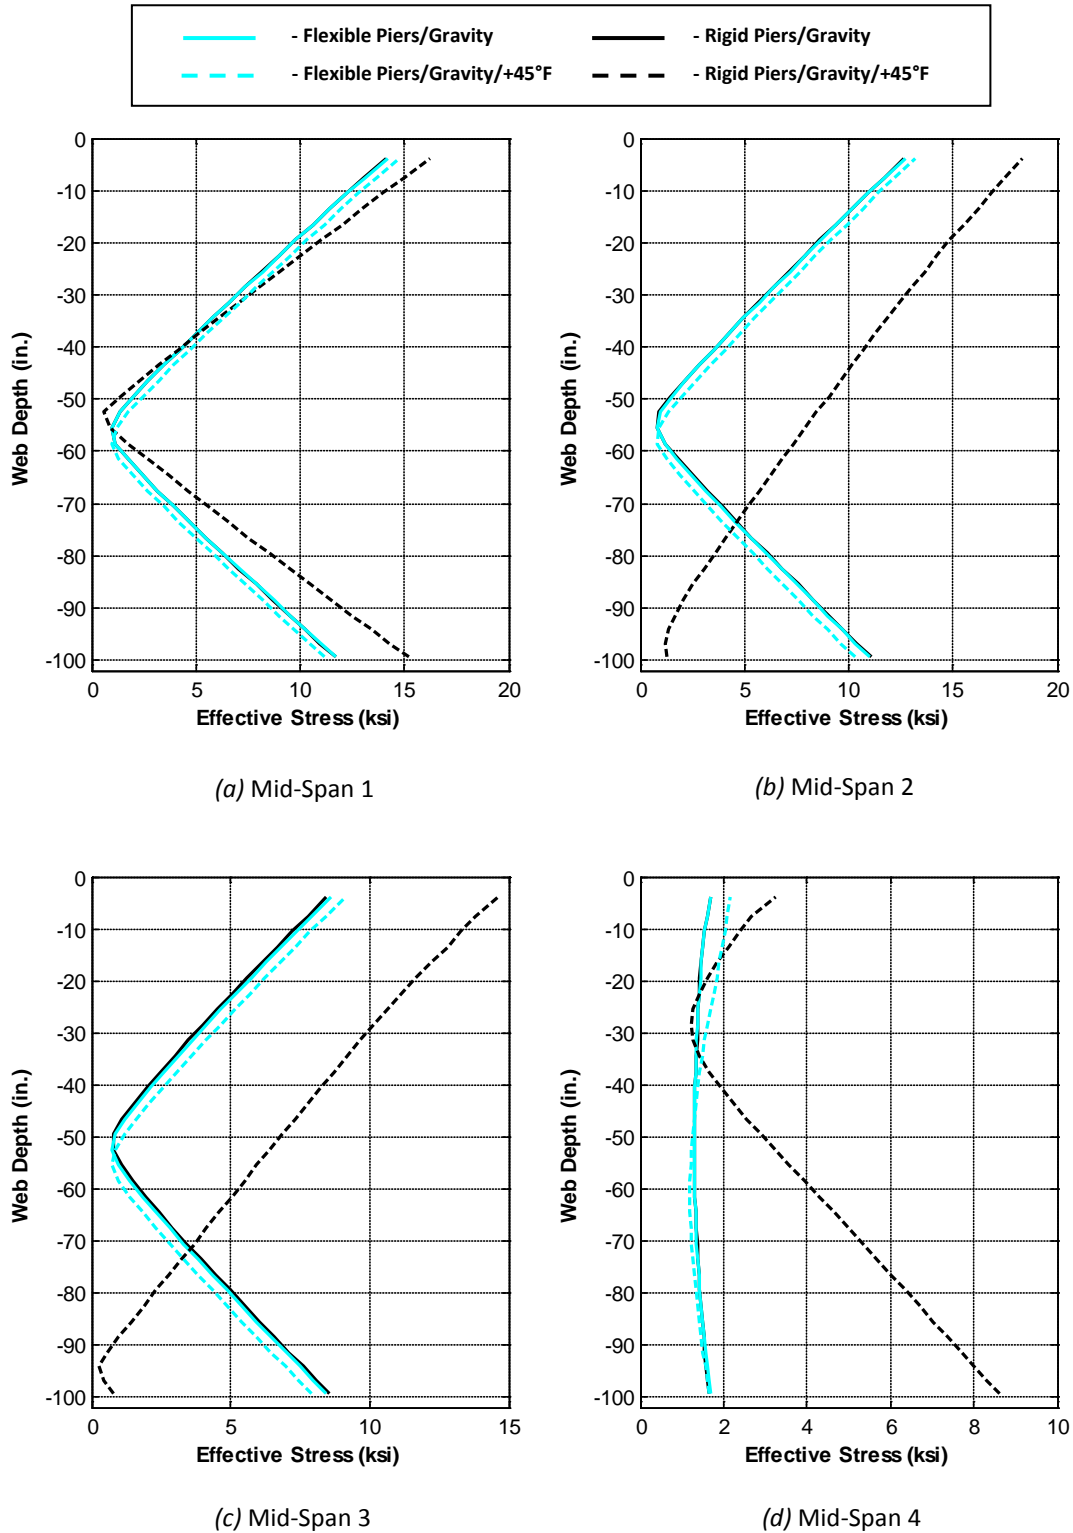 - Flexible Piers/Gravity - Rigid Piers/Gravity
- Flexible Piers/Gravity/+45°F - Rigid Piers/Gravity/+45°F
0
-10
-20
-30
-40
-50
-60
-70
-80
-90
-100
Web Depth (in.)
0 5 10 15 20
Effective Stress (ksi)
(a) Mid-Span 1
0
-10
-20
-30
-40
-50
-60
-70
-80
-90
-100
Web Depth (in.)
0 5 10 15 20
Effective Stress (ksi)
(b) Mid-Span 2
0
-10
-20
-30
-40
-50
-60
-70
-80
-90
-100
Web Depth (in.)
0 5 10 15
Effective Stress (ksi)
(c) Mid-Span 3
0
-10
-20
-30
-40
-50
-60
-70
-80
-90
-100
Web Depth (in.)
0 2 4 6 8 10
Effective Stress (ksi)
(d) Mid-Span 4